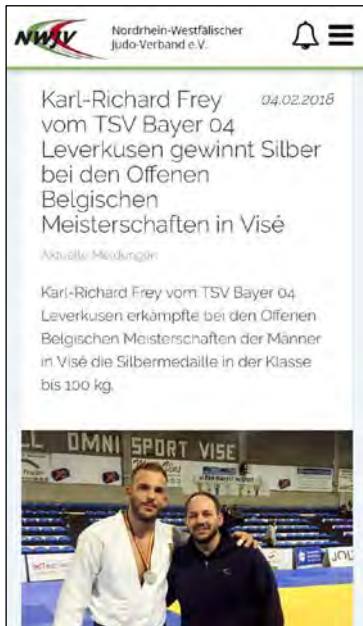 NWJV
Nordrhein-Westfälischer
Judo-Verband e.V.
Karl-Richard Frey 04.02.2018
vom TSV Bayer 04
Leverkusen gewinnt Silber
bei den Offenen
Belgischen
Meisterschaften in Visé
Aktuelle Meldungen
Karl-Richard Frey vom TSV Bayer 04
Leverkusen erkämpfte bei den Offenen
Belgischen Meisterschaften der Männer
in Visé die Silbermedaille in der Klasse
bis 100 kg.
LL OMNI SPORT VISE